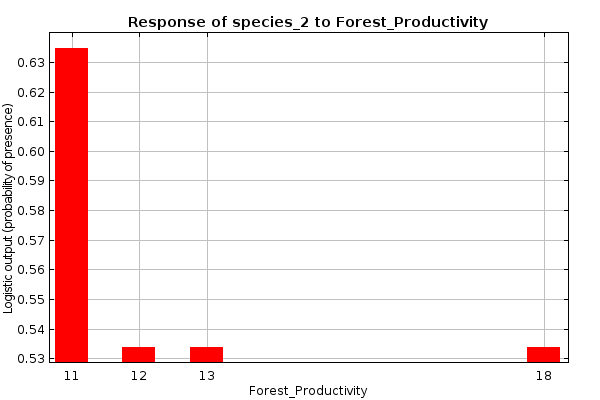 Response of species_2 to Forest_Productivity
Logistic output (probability of presence)
0.63
0.62
0.61
0.60
0.59
0.58
0.57
0.56
0.55
0.54
0.53
11 12 13 18
Forest_Productivity